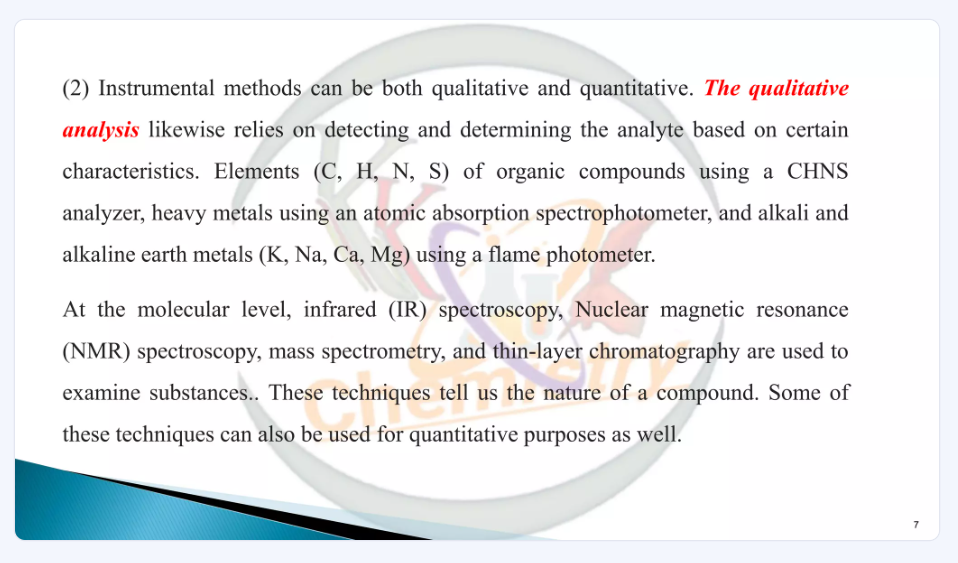 (2) Instrumental methods can be both qualitative and quantitative. The qualitative
analysis likewise relies on detecting and determining the analyte based on certain
characteristics. Elements (C, H, N, S) of organic compounds using a CHNS
analyzer, heavy metals using an atomic absorption spectrophotometer, and alkali and
alkaline earth metals (K, Na, Ca, Mg) using a flame photometer.
At the molecular level, infrared (IR) spectroscopy, Nuclear magnetic resonance
(NMR) spectroscopy, mass spectrometry, and thin-layer chromatography are used to
examine substances.. These techniques tell us the nature of a compound. Some of
these techniques can also be used for quantitative purposes as well.
Chemistry
7